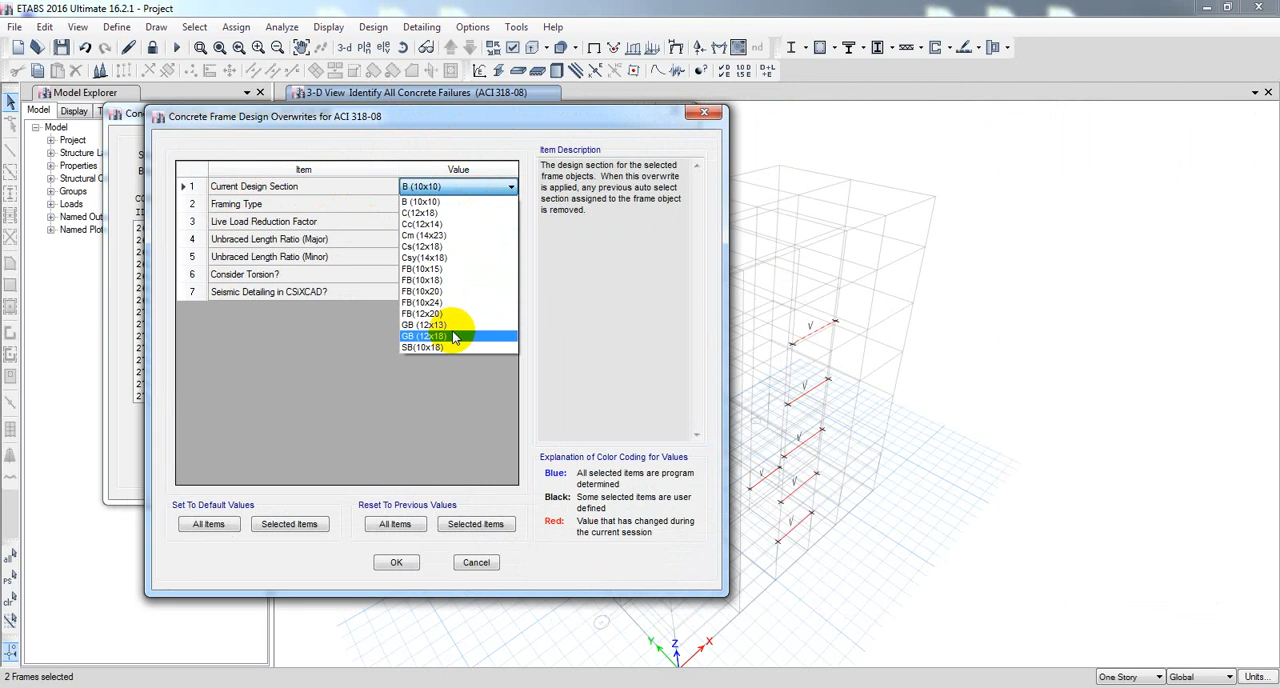 ETABS 2016 Ultimate 16.2.1 - Project
File Edit View Define Draw Select Assign Analyze Display Design Detailing Options Tools Help
3-d nd
Model Explorer
3-D View Identify All Concrete Failures (ACI 318-08)
Model Display
Model
Project
Properties
Groups
Loads
Concrete Frame Design Overwrites for ACI 318-08
Item Value
1 Current Design Section B (10x10)
2 Framing Type
3 Live Load Reduction Factor
4 Unbraced Length Ratio (Major)
5 Unbraced Length Ratio (Minor)
6 Consider Torsion?
7 Seismic Detailing in CSiXCAD?
B (10x10)
C(12x18)
Cc(12x14)
Cm (14x23)
Cs(12x18)
Csy(14x18)
FB(10x15)
FB(10x18)
FB(10x20)
FB(10x24)
FB(12x20)
GB (12x13)
GB (12x18)
SB(10x18)
Item Description
The design section for the selected
frame objects. When this overwrite
is applied, any previous auto select
section assigned to the frame object
is removed.
Explanation of Color Coding for Values
Blue: All selected items are program
determined
Black: Some selected items are user
defined
Red: Value that has changed during
the current session
Set To Default Values
All Items Selected Items
Reset To Previous Values
All Items Selected Items
OK Cancel
V
V
V
V
V
V
Y Z X
all
PS
clr
2 Frames selected
One Story Global Units...